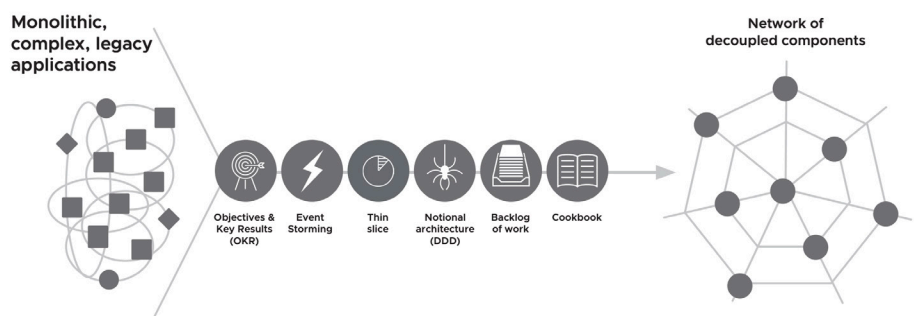 Monolithic,
complex, legacy
applications
Network of
decoupled components
Objectives &
Key Results
(OKR)
Event
Storming
Thin
slice
Notional
architecture
(DDD)
Backlog
of work
Cookbook